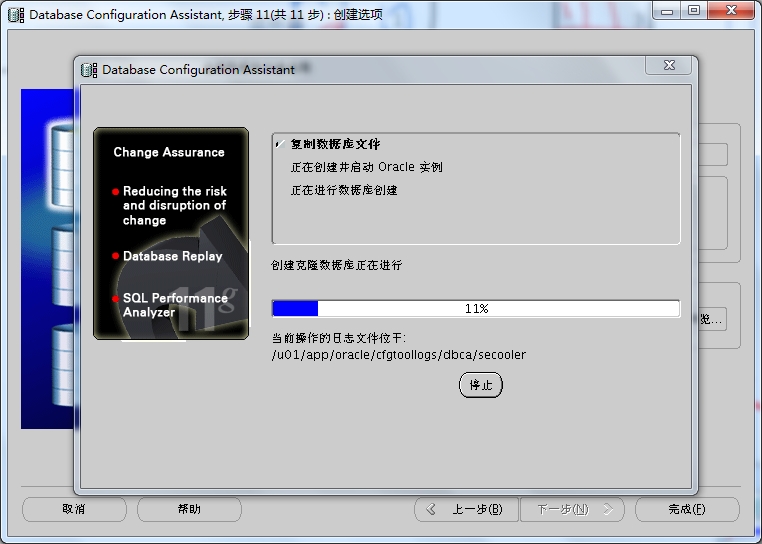 Database Configuration Assistant, 步骤 11(共 11 步) : 创建选项
Database Configuration Assistant
Change Assurance
Reducing the risk
and disruption of
change
Database Replay
SQL Performance
Analyzer
11g
复制数据库文件
正在创建并启动 Oracle 实例
正在进行数据库创建
创建克隆数据库正在进行
11%
当前操作的日志文件位于:
/u01/app/oracle/cfgtoollogs/dbca/secooler
停止
览...
取消
帮助
上一步(B)
下一步(N)
完成(F)